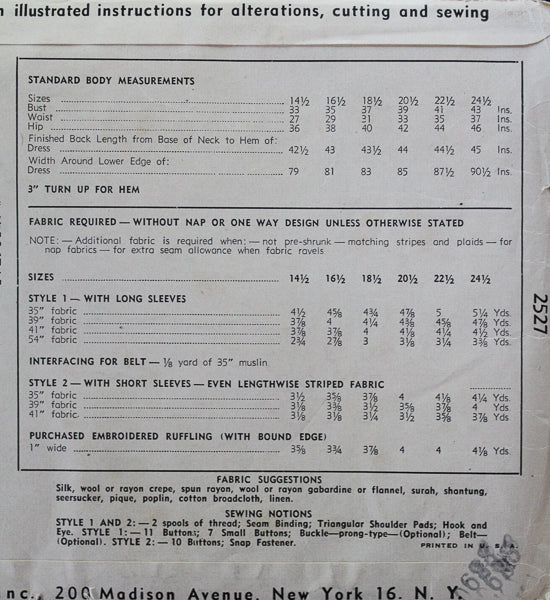 illustrated instructions for alterations, cutting and sewing
STANDARD BODY MEASUREMENTS
Sizes 14½ 16½ 18½ 20½ 22½ 24½
Bust 33 35 37 39 41 43 Ins.
Waist 27 29 31 33 35 37 Ins.
Hip 36 38 40 42 44 46 Ins.
Finished Back Length from Base of Neck to Hem of:
Dress 42½ 43 43½ 44 44½ 45 Ins.
Width Around Lower Edge of:
Dress 79 81 83 85 87½ 90½ Ins.
3" TURN UP FOR HEM
FABRIC REQUIRED — WITHOUT NAP OR ONE WAY DESIGN UNLESS OTHERWISE STATED
NOTE: — Additional fabric is required when: — not pre-shrunk — matching stripes and plaids — for
nap fabrics — for extra seam allowance when fabric ravels
SIZES 14½ 16½ 18½ 20½ 22½ 24½
STYLE 1 — WITH LONG SLEEVES
35" fabric 4½ 4⅝ 4¾ 4⅞ 5 5¼ Yds.
39" fabric 3⅞ 4 4¼ 4⅜ 4⅝ 4⅞ Yds.
41" fabric 3⅞ 3⅞ 4 4¼ 4¼ 4½ Yds.
54" fabric 2¾ 2⅞ 3 3⅛ 3¼ 3⅜ Yds.
INTERFACING FOR BELT — ⅛ yard of 35" muslin
STYLE 2 — WITH SHORT SLEEVES — EVEN LENGTHWISE STRIPED FABRIC
35" fabric 3½ 3⅝ 3⅞ 4 4⅛ 4¼ Yds.
39" fabric 3⅛ 3⅜ 3½ 3⅝ 3⅞ 4 Yds.
41" fabric 3⅛ 3⅛ 3¼ 3½ 3⅝ 3⅞ Yds.
PURCHASED EMBROIDERED RUFFLING (WITH BOUND EDGE)
1" wide 3⅝ 3¾ 3⅞ 4 4 4⅛ Yds.
2527
FABRIC SUGGESTIONS
Silk, wool or rayon crepe, spun rayon, wool or rayon gabardine or flannel, surah, shantung,
seersucker, pique, poplin, cotton broadcloth, linen.
SEWING NOTIONS
STYLE 1 AND 2: — 2 spools of thread; Seam Binding; Triangular Shoulder Pads; Hook and
Eye. STYLE 1: — 11 Buttons; 7 Small Buttons; Buckle—prong-type—(Optional); Belt—
(Optional). STYLE 2: — 10 Buttons; Snap Fastener.
PRINTED IN U. S. A.
nc., 200 Madison Avenue, New York 16, N. Y.